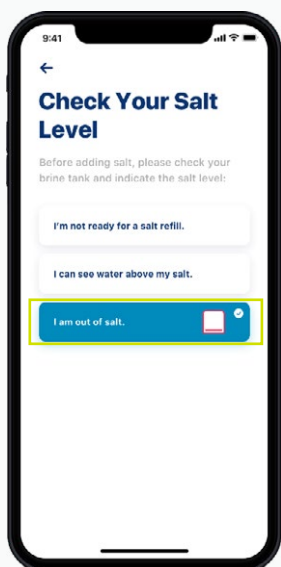 9:41
Check Your Salt
Level
Before adding salt, please check your
brine tank and indicate the salt level:
I'm not ready for a salt refill.
I can see water above my salt.
I am out of salt.